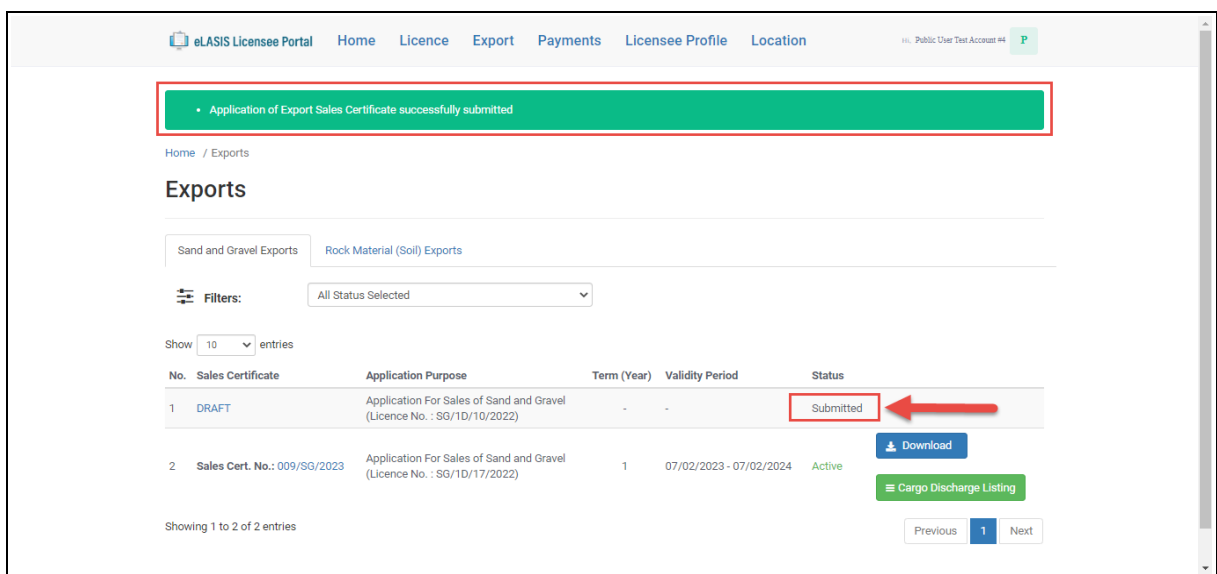 eLASIS Licensee Portal Home Licence Export Payments Licensee Profile Location Hi, Public User Test Account #4 P
• Application of Export Sales Certificate successfully submitted
Home / Exports
Exports
Sand and Gravel Exports Rock Material (Soil) Exports
Filters: All Status Selected
Show 10 entries
No. Sales Certificate Application Purpose Term (Year) Validity Period Status
1 DRAFT Application For Sales of Sand and Gravel - - Submitted
(Licence No. : SG/1D/10/2022)
Download
2 Sales Cert. No.: 009/SG/2023 Application For Sales of Sand and Gravel 1 07/02/2023 - 07/02/2024 Active
(Licence No. : SG/1D/17/2022)
Cargo Discharge Listing
Showing 1 to 2 of 2 entries
Previous 1 Next